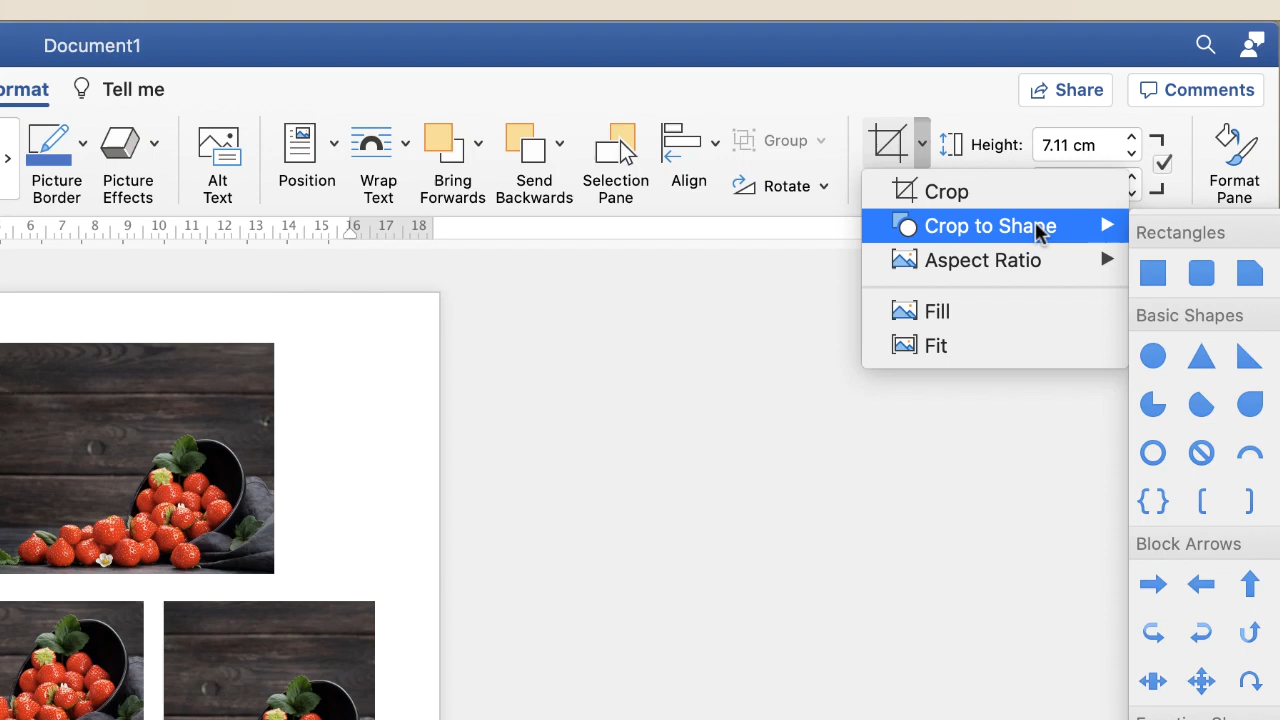 Document1
ormat
Tell me
Share
Comments
Picture Border
Picture Effects
Alt Text
Position
Wrap Text
Bring Forwards
Send Backwards
Selection Pane
Align
Group
Rotate
Height: 7.11 cm
Format Pane
Crop
Crop to Shape
Aspect Ratio
Fill
Fit
6 7 8 9 10 11 12 13 14 15 16 17 18
Rectangles
Basic Shapes
Block Arrows